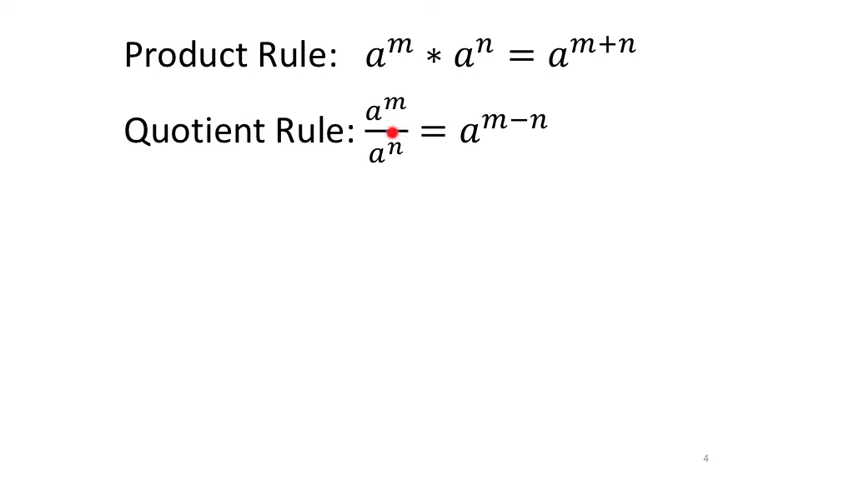 Product Rule: a^m * a^n = a^{m+n}
Quotient Rule: \frac{a^m}{a^n} = a^{m-n}
4